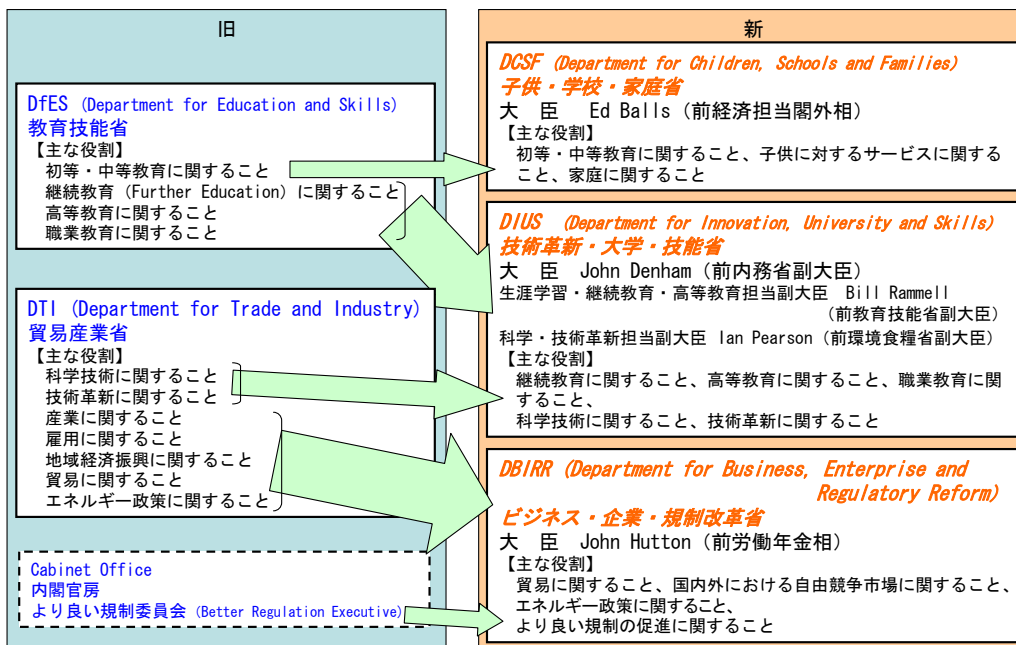 旧
DfES (Department for Education and Skills)
教育技能省
【主な役割】
初等・中等教育に関すること
継続教育 (Further Education) に関すること
高等教育に関すること
職業教育に関すること
DTI (Department for Trade and Industry)
貿易産業省
【主な役割】
科学技術に関すること
技術革新に関すること
産業に関すること
雇用に関すること
地域経済振興に関すること
貿易に関すること
エネルギー政策に関すること
Cabinet Office
内閣官房
より良い規制委員会 (Better Regulation Executive)
新
DCSF (Department for Children, Schools and Families)
子供・学校・家庭省
大　臣　Ed Balls (前経済担当閣外相)
【主な役割】
初等・中等教育に関すること、子供に対するサービスに関する
こと、家庭に関すること
DIUS (Department for Innovation, University and Skills)
技術革新・大学・技能省
大　臣　John Denham (前内務省副大臣)
生涯学習・継続教育・高等教育担当副大臣　Bill Rammell
(前教育技能省副大臣)
科学・技術革新担当副大臣 Ian Pearson (前環境食糧省副大臣)
【主な役割】
継続教育に関すること、高等教育に関すること、職業教育に関
すること、
科学技術に関すること、技術革新に関すること
DBIRR (Department for Business, Enterprise and
Regulatory Reform)
ビジネス・企業・規制改革省
大　臣　John Hutton (前労働年金相)
【主な役割】
貿易に関すること、国内外における自由競争市場に関すること、
エネルギー政策に関すること、
より良い規制の促進に関すること